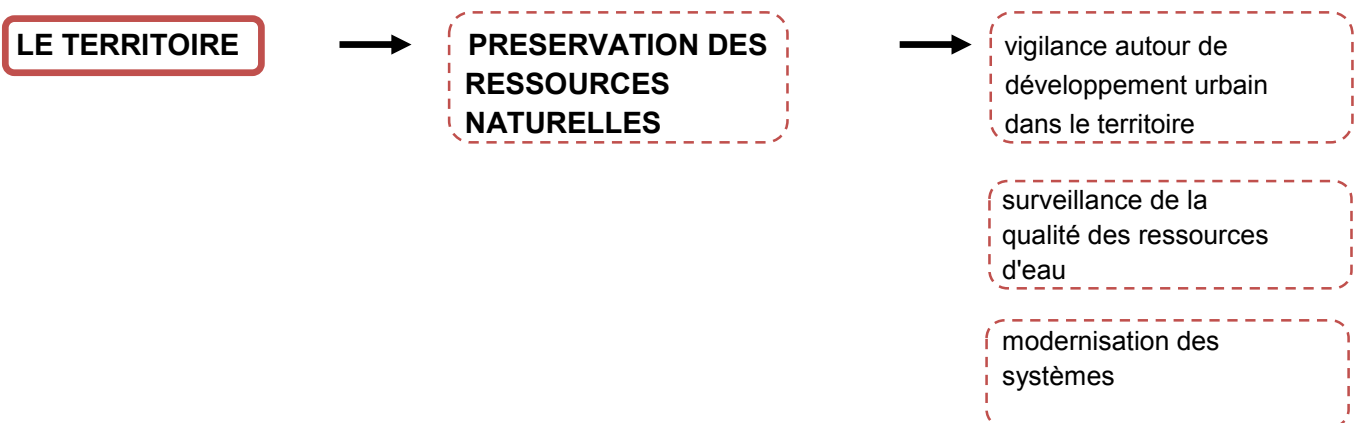 LE TERRITOIRE
PRESERVATION DES
RESSOURCES
NATURELLES
vigilance autour de
développement urbain
dans le territoire
surveillance de la
qualité des ressources
d'eau
modernisation des
systèmes